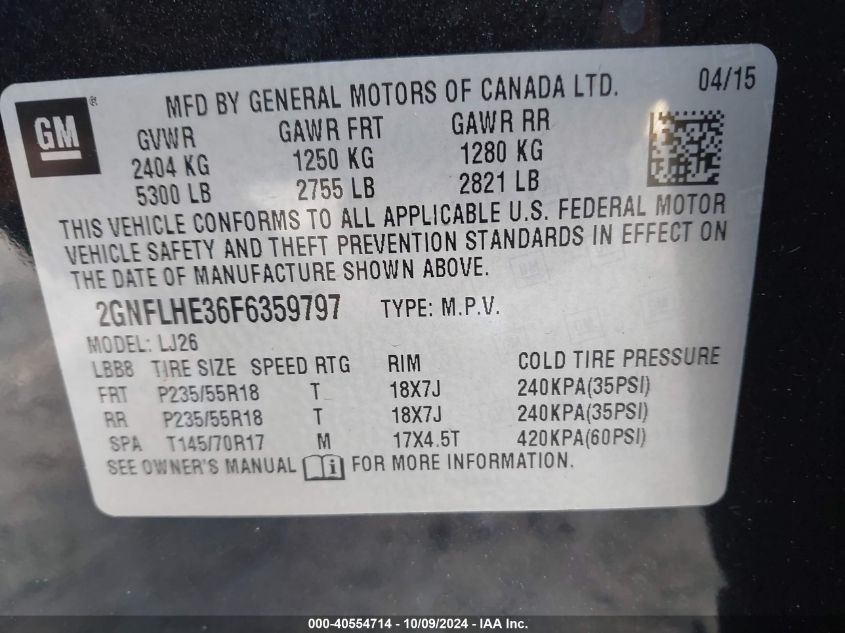 GM ®
MFD BY GENERAL MOTORS OF CANADA LTD. 04/15
GVWR GAWR FRT GAWR RR
2404 KG 1250 KG 1280 KG
5300 LB 2755 LB 2821 LB
THIS VEHICLE CONFORMS TO ALL APPLICABLE U.S. FEDERAL MOTOR
VEHICLE SAFETY AND THEFT PREVENTION STANDARDS IN EFFECT ON
THE DATE OF MANUFACTURE SHOWN ABOVE.
2GNFLHE36F6359797 TYPE: M.P.V.
MODEL: LJ26
LBB8 TIRE SIZE SPEED RTG RIM COLD TIRE PRESSURE
FRT P235/55R18 T 18X7J 240KPA(35PSI)
RR P235/55R18 T 18X7J 240KPA(35PSI)
SPA T145/70R17 M 17X4.5T 420KPA(60PSI)
SEE OWNER'S MANUAL i FOR MORE INFORMATION.
000-40554714 - 10/09/2024 - IAA Inc.